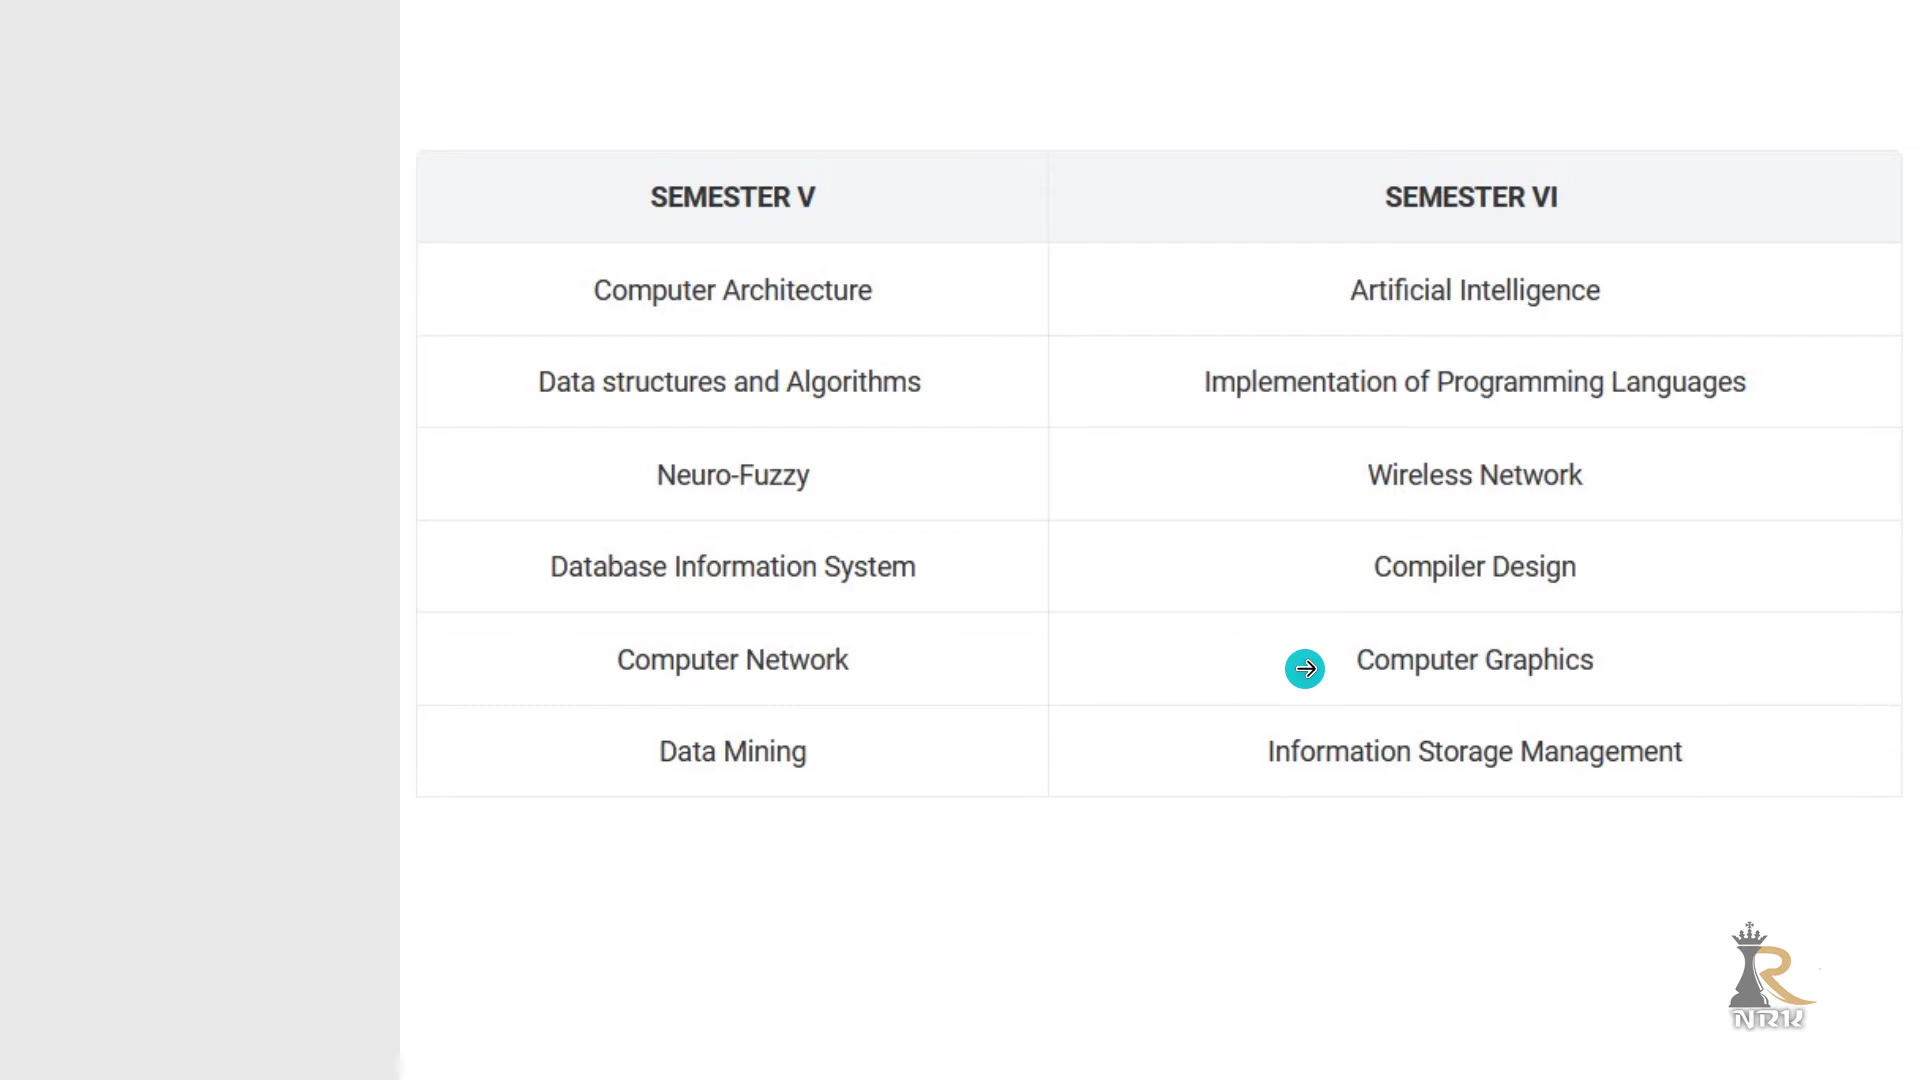 SEMESTER V SEMESTER VI
Computer Architecture Artificial Intelligence
Data structures and Algorithms Implementation of Programming Languages
Neuro-Fuzzy Wireless Network
Database Information System Compiler Design
Computer Network Computer Graphics
Data Mining Information Storage Management
R
NRK